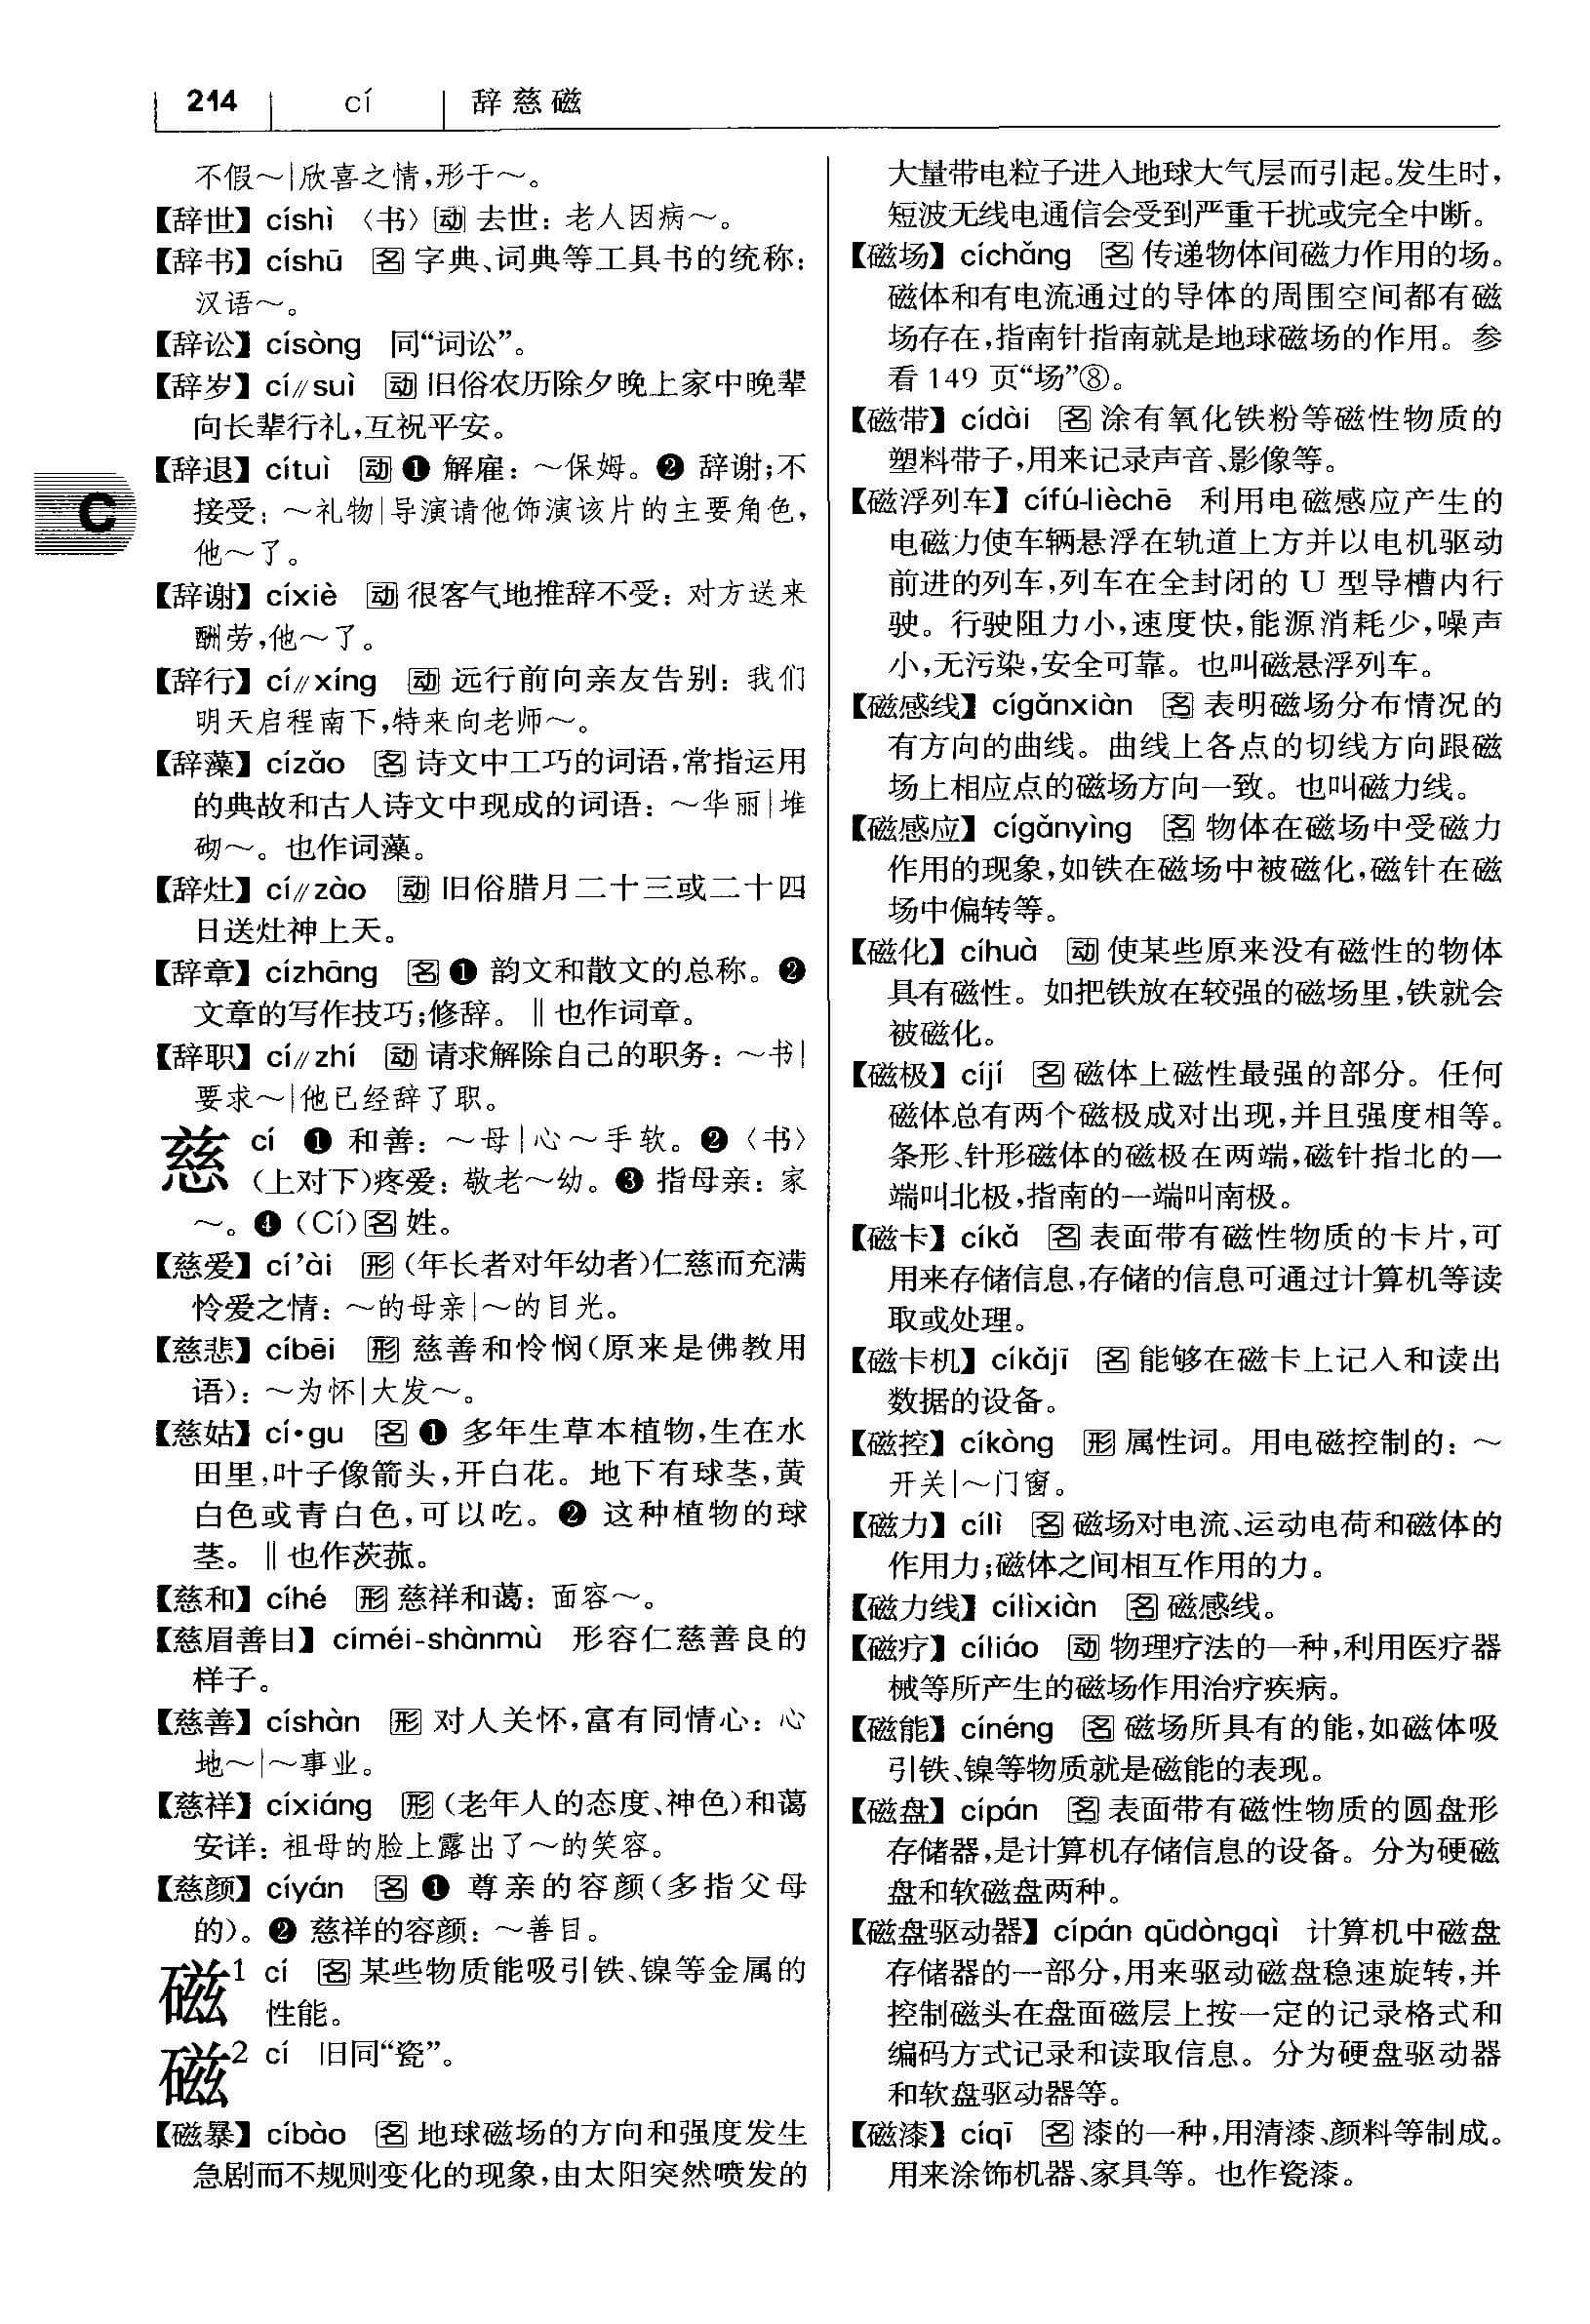 214 cí 辞慈磁
不假～|欣喜之情,形于～。
【辞世】císhì 〈书〉动 去世：老人因病～。
【辞书】císhū 名 字典、词典等工具书的统称：
汉语～。
【辞讼】císòng 同“词讼”。
【辞岁】cí//suì 动 旧俗农历除夕晚上家中晚辈
向长辈行礼,互祝平安。
【辞退】cítuì 动 ❶ 解雇：～保姆。❷ 辞谢;不
接受：～礼物|导演请他饰演该片的主要角色,
他～了。
【辞谢】cíxiè 动 很客气地推辞不受：对方送来
酬劳,他～了。
【辞行】cí//xíng 动 远行前向亲友告别：我们
明天启程南下,特来向老师～。
【辞藻】cízǎo 名 诗文中工巧的词语,常指运用
的典故和古人诗文中现成的词语：～华丽|堆
砌～。也作词藻。
【辞灶】cí//zào 动 旧俗腊月二十三或二十四
日送灶神上天。
【辞章】cízhāng 名 ❶ 韵文和散文的总称。❷
文章的写作技巧;修辞。‖也作词章。
【辞职】cí//zhí 动 请求解除自己的职务：～书|
要求～|他已经辞了职。
慈 cí ❶ 和善：～母|心～手软。❷〈书〉
(上对下)疼爱：敬老～幼。❸ 指母亲：家
～。❹ (Cí) 名 姓。
【慈爱】cí’ài 形 (年长者对年幼者)仁慈而充满
怜爱之情：～的母亲|～的目光。
【慈悲】cíbēi 形 慈善和怜悯(原来是佛教用
语)：～为怀|大发～。
【慈姑】cí·gu 名 ❶ 多年生草本植物,生在水
田里,叶子像箭头,开白花。地下有球茎,黄
白色或青白色,可以吃。❷ 这种植物的球
茎。‖也作茨菰。
【慈和】cíhé 形 慈祥和蔼：面容～。
【慈眉善目】címéi-shànmù 形容仁慈善良的
样子。
【慈善】císhàn 形 对人关怀,富有同情心：心
地～|～事业。
【慈祥】cíxiáng 形 (老年人的态度、神色)和蔼
安详：祖母的脸上露出了～的笑容。
【慈颜】cíyán 名 ❶ 尊亲的容颜(多指父母
的)。❷ 慈祥的容颜：～善目。
磁1 cí 名 某些物质能吸引铁、镍等金属的
性能。
磁2 cí 旧同“瓷”。
【磁暴】cíbào 名 地球磁场的方向和强度发生
急剧而不规则变化的现象,由太阳突然喷发的
C
大量带电粒子进入地球大气层而引起。发生时,
短波无线电通信会受到严重干扰或完全中断。
【磁场】cíchǎng 名 传递物体间磁力作用的场。
磁体和有电流通过的导体的周围空间都有磁
场存在,指南针指南就是地球磁场的作用。参
看 149 页“场”⑧。
【磁带】cídài 名 涂有氧化铁粉等磁性物质的
塑料带子,用来记录声音、影像等。
【磁浮列车】cífú-lièchē 利用电磁感应产生的
电磁力使车辆悬浮在轨道上方并以电机驱动
前进的列车,列车在全封闭的 U 型导槽内行
驶。行驶阻力小,速度快,能源消耗少,噪声
小,无污染,安全可靠。也叫磁悬浮列车。
【磁感线】cígǎnxiàn 名 表明磁场分布情况的
有方向的曲线。曲线上各点的切线方向跟磁
场上相应点的磁场方向一致。也叫磁力线。
【磁感应】cígǎnyìng 名 物体在磁场中受磁力
作用的现象,如铁在磁场中被磁化,磁针在磁
场中偏转等。
【磁化】cíhuà 动 使某些原来没有磁性的物体
具有磁性。如把铁放在较强的磁场里,铁就会
被磁化。
【磁极】cíjí 名 磁体上磁性最强的部分。任何
磁体总有两个磁极成对出现,并且强度相等。
条形、针形磁体的磁极在两端,磁针指北的一
端叫北极,指南的一端叫南极。
【磁卡】cíkǎ 名 表面带有磁性物质的卡片,可
用来存储信息,存储的信息可通过计算机等读
取或处理。
【磁卡机】cíkǎjī 名 能够在磁卡上记入和读出
数据的设备。
【磁控】cíkòng 形 属性词。用电磁控制的：～
开关|～门窗。
【磁力】cílì 名 磁场对电流、运动电荷和磁体的
作用力;磁体之间相互作用的力。
【磁力线】cílìxiàn 名 磁感线。
【磁疗】cíliáo 动 物理疗法的一种,利用医疗器
械等所产生的磁场作用治疗疾病。
【磁能】cínéng 名 磁场所具有的能,如磁体吸
引铁、镍等物质就是磁能的表现。
【磁盘】cípán 名 表面带有磁性物质的圆盘形
存储器,是计算机存储信息的设备。分为硬磁
盘和软磁盘两种。
【磁盘驱动器】cípán qūdòngqì 计算机中磁盘
存储器的一部分,用来驱动磁盘稳速旋转,并
控制磁头在盘面磁层上按一定的记录格式和
编码方式记录和读取信息。分为硬盘驱动器
和软盘驱动器等。
【磁漆】cíqī 名 漆的一种,用清漆、颜料等制成。
用来涂饰机器、家具等。也作瓷漆。